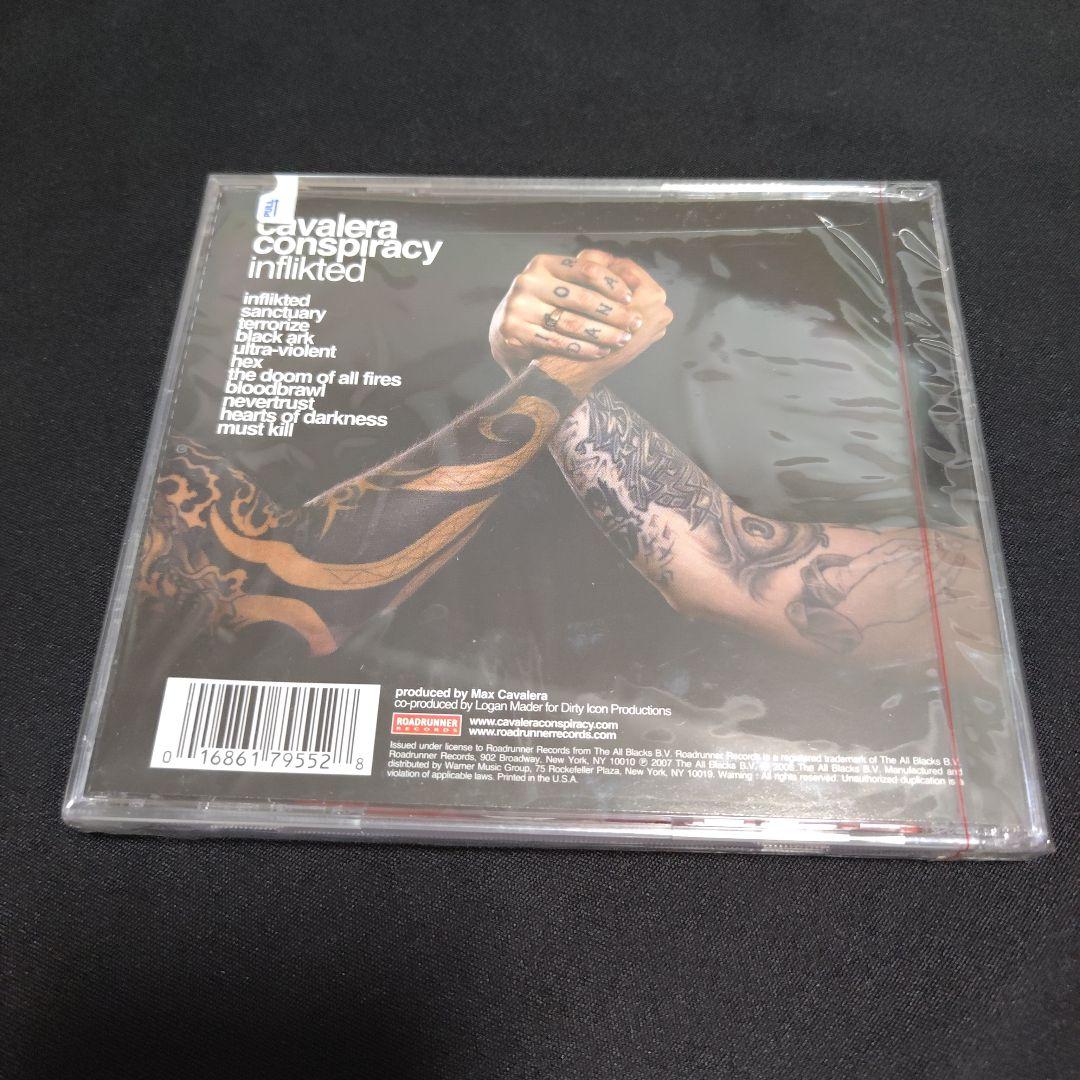 PULL
cavalera
conspiracy
inflikted
inflikted
sanctuary
terrorize
black ark
ultra-violent
hex
the doom of all fires
bloodbrawl
nevertrust
hearts of darkness
must kill
IGOR
DANA
produced by Max Cavalera
co-produced by Logan Mader for Dirty Icon Productions
ROADRUNNER
RECORDS
www.cavaleraconspiracy.com
www.roadrunnerrecords.com
Issued under license to Roadrunner Records from The All Blacks B.V. Roadrunner Records is a registered trademark of The All Blacks B.V.
Roadrunner Records, 902 Broadway, New York, NY 10010 ℗ 2007 The All Blacks B.V. © 2008 The All Blacks B.V. Manufactured and
distributed by Warner Music Group, 75 Rockefeller Plaza, New York, NY 10019. Warning : All rights reserved. Unauthorized duplication is a
violation of applicable laws. Printed in the U.S.A.
0 16861 79552 8